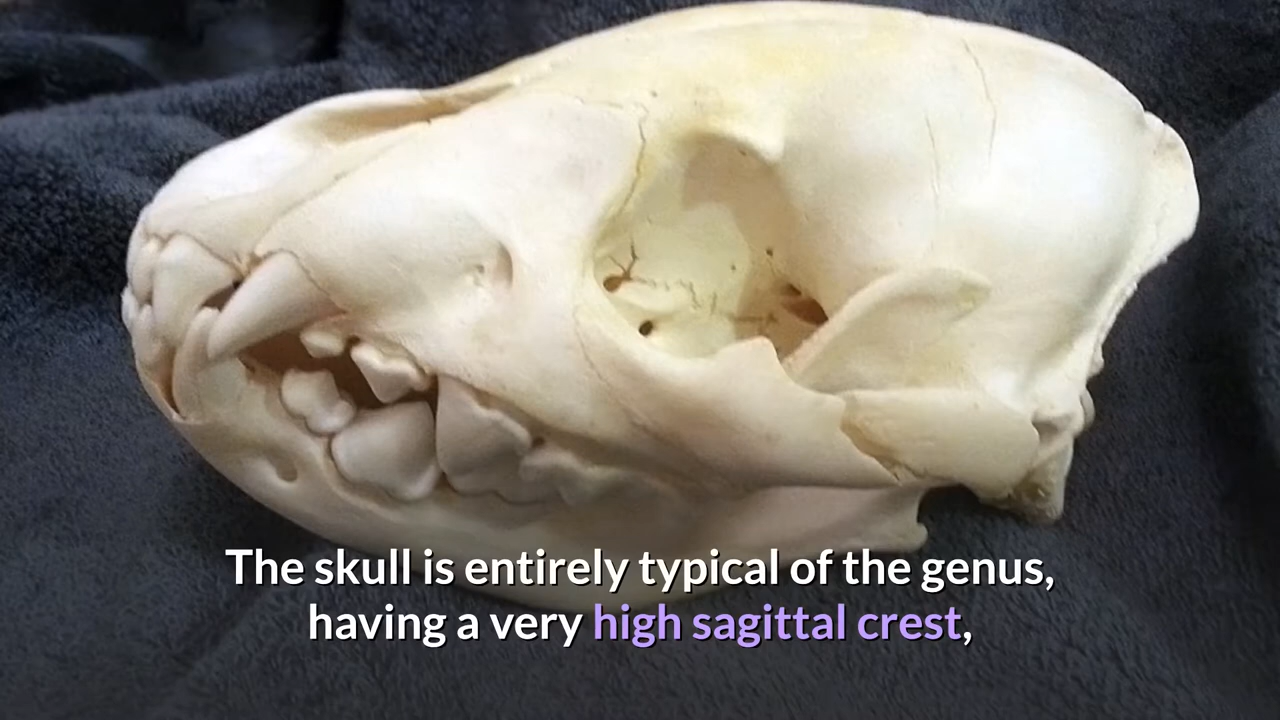 The skull is entirely typical of the genus,
having a very high sagittal crest,